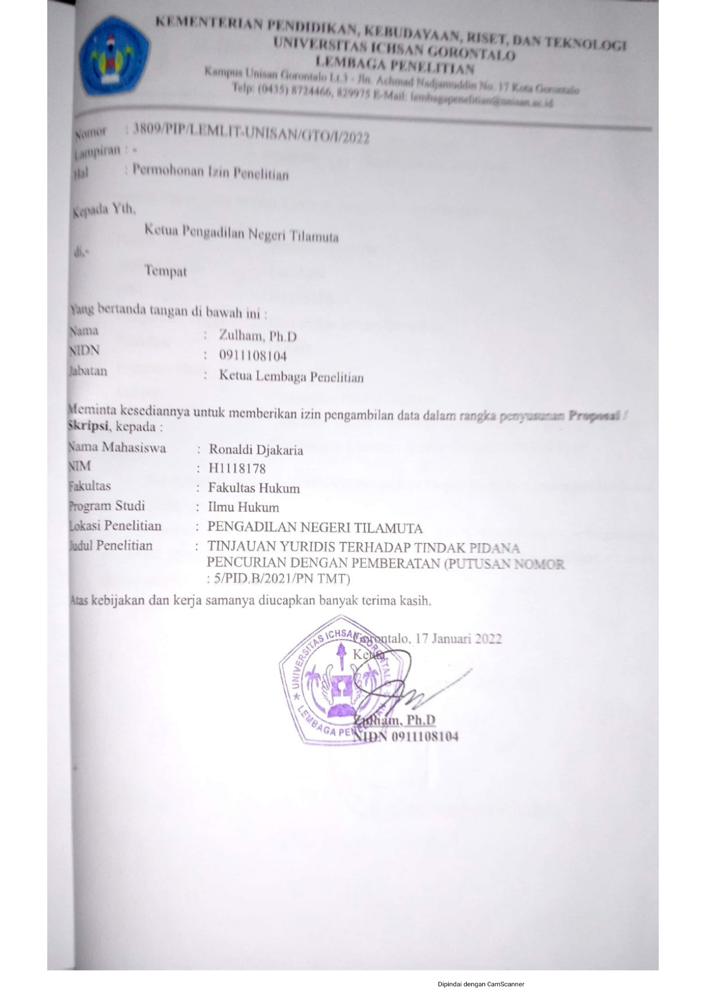 KEMENTERIAN PENDIDIKAN, KEBUDAYAAN, RISET, DAN TEKNOLOGI
UNIVERSITAS ICHSAN GORONTALO
LEMBAGA PENELITIAN
Kampus Unisan Gorontalo Lt.3 - Jln. Achmad Nadjamuddin No. 17 Kota Gorontalo
Telp: (0435) 8724466, 829975 E-Mail: lembagapenelitian@unisan.ac.id
Nomor : 3809/PIP/LEMLIT-UNISAN/GTO/I/2022
Lampiran : -
Hal : Permohonan Izin Penelitian
Kepada Yth,
Ketua Pengadilan Negeri Tilamuta
di,-
Tempat
Yang bertanda tangan di bawah ini :
Nama : Zulham, Ph.D
NIDN : 0911108104
Jabatan : Ketua Lembaga Penelitian
Meminta kesediannya untuk memberikan izin pengambilan data dalam rangka penyusunan Proposal /
Skripsi, kepada :
Nama Mahasiswa : Ronaldi Djakaria
NIM : H1118178
Fakultas : Fakultas Hukum
Program Studi : Ilmu Hukum
Lokasi Penelitian : PENGADILAN NEGERI TILAMUTA
Judul Penelitian : TINJAUAN YURIDIS TERHADAP TINDAK PIDANA
PENCURIAN DENGAN PEMBERATAN (PUTUSAN NOMOR
: 5/PID.B/2021/PN TMT)
Atas kebijakan dan kerja samanya diucapkan banyak terima kasih.
Gorontalo, 17 Januari 2022
Ketua,
UNIVERSITAS ICHSAN GORONTALO
LEMBAGA PENELITIAN
Zulham, Ph.D
NIDN 0911108104
Dipindai dengan CamScanner